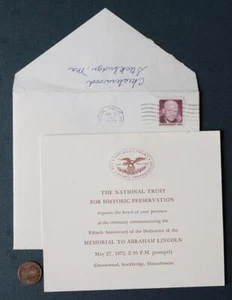 Chesterwood
Stockbridge, Ma
THE NATIONAL TRUST
FOR HISTORIC PRESERVATION
requests the honor of your presence
at the ceremony commemorating the
Fiftieth Anniversary of the Dedication of the
MEMORIAL TO ABRAHAM LINCOLN
May 27, 1972, 2:30 P.M. promptly
Chesterwood, Stockbridge, Massachusetts